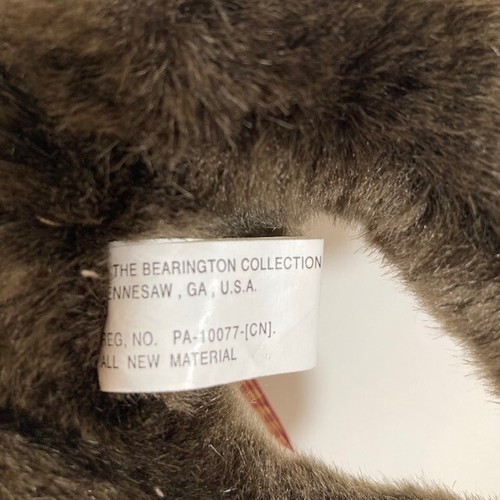 THE BEARINGTON COLLECTION
ENNESAW , GA , U.S.A.
REG, NO. PA-10077-[CN].
ALL NEW MATERIAL